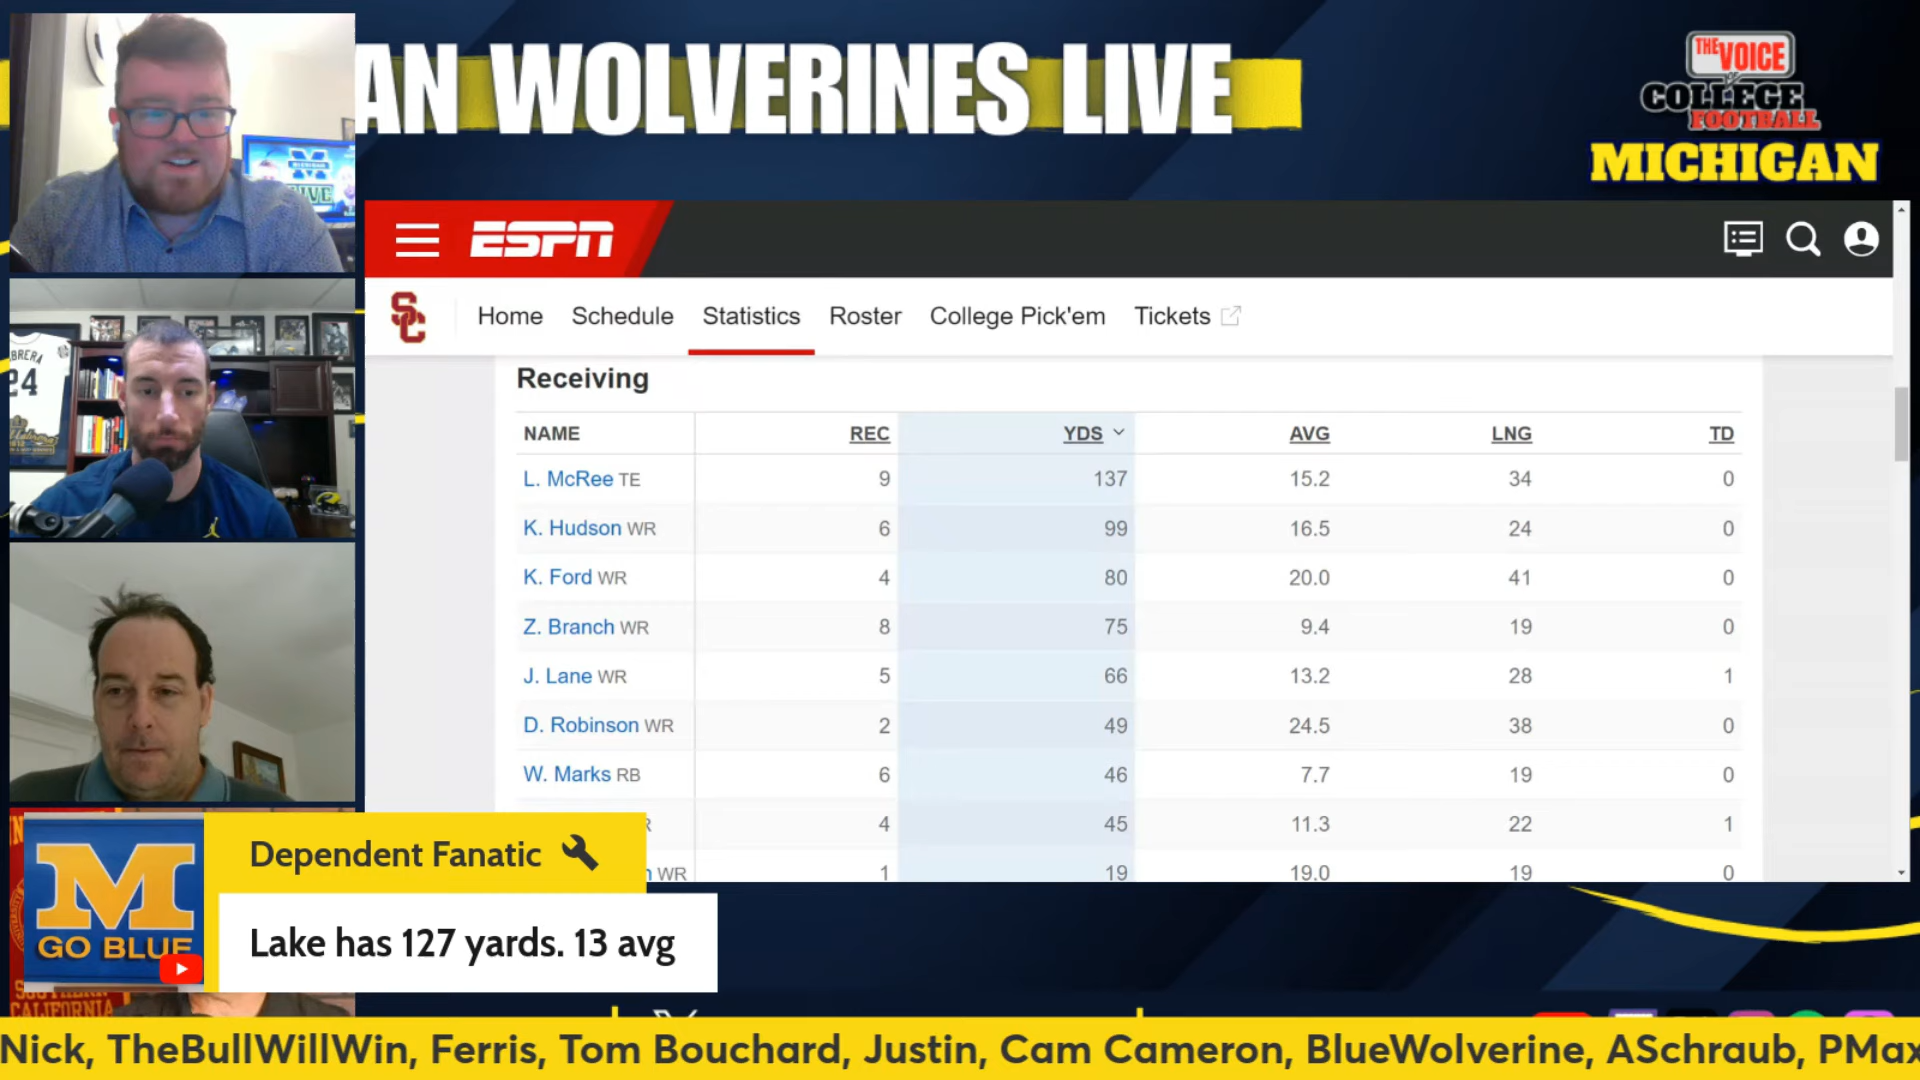 AN WOLVERINES LIVE
THE VOICE
OF
COLLEGE
FOOTBALL
MICHIGAN
ESPN
SC
Home Schedule Statistics Roster College Pick'em Tickets
Receiving
NAME REC YDS AVG LNG TD
L. McRee TE 9 137 15.2 34 0
K. Hudson WR 6 99 16.5 24 0
K. Ford WR 4 80 20.0 41 0
Z. Branch WR 8 75 9.4 19 0
J. Lane WR 5 66 13.2 28 1
D. Robinson WR 2 49 24.5 38 0
W. Marks RB 6 46 7.7 19 0
R 4 45 11.3 22 1
n WR 1 19 19.0 19 0
BRERA
24
M
GO BLUE
Dependent Fanatic
Lake has 127 yards. 13 avg
SOUTHERN
CALIFORNIA
Nick, TheBullWillWin, Ferris, Tom Bouchard, Justin, Cam Cameron, BlueWolverine, ASchraub, PMax